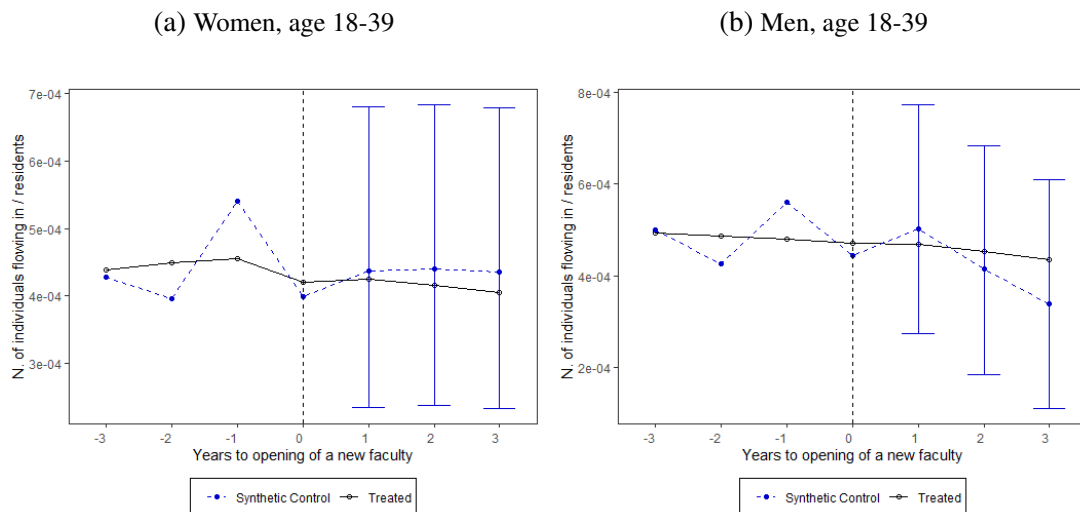 (a) Women, age 18-39
7e-04
6e-04
5e-04
4e-04
3e-04
N. of individuals flowing in / residents
-3 -2 -1 0 1 2 3
Years to opening of a new faculty
Synthetic Control Treated
(b) Men, age 18-39
8e-04
6e-04
4e-04
2e-04
N. of individuals flowing in / residents
-3 -2 -1 0 1 2 3
Years to opening of a new faculty
Synthetic Control Treated